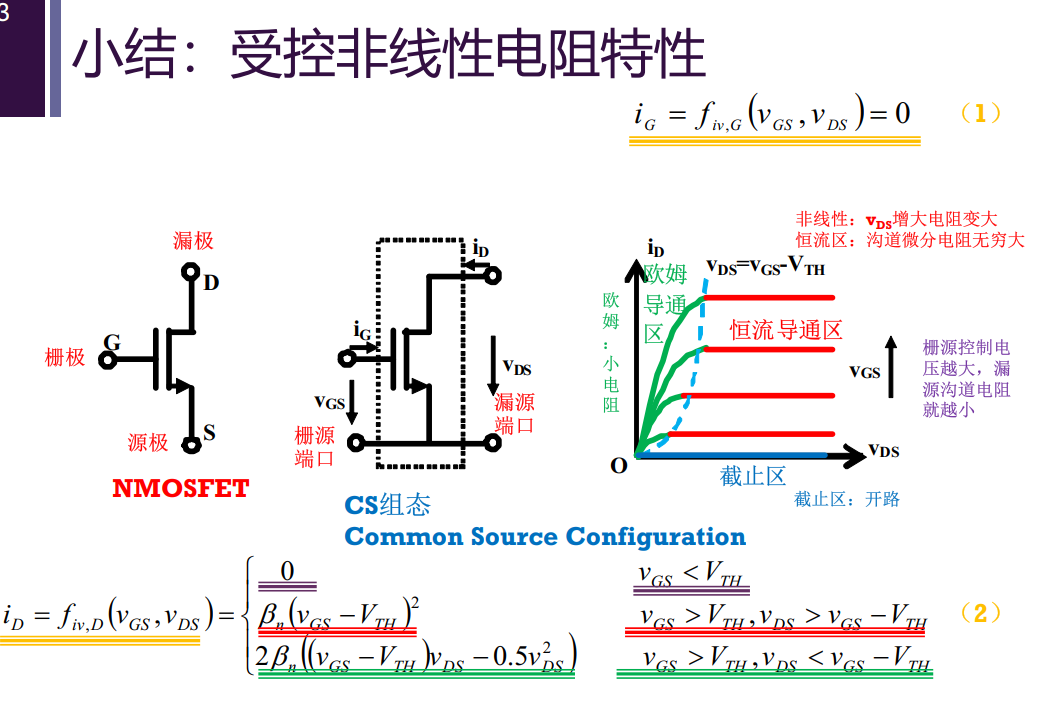 3
小结：受控非线性电阻特性
i_G = f_{iv,G}(v_{GS}, v_{DS}) = 0 （1）
非线性：v_{DS}增大电阻变大
恒流区：沟道微分电阻无穷大
漏极
D
G
栅极
源极
S
NMOSFET
i_D
i_G
v_{DS}
v_{GS}
漏源
端口
栅源
端口
CS组态
Common Source Configuration
i_D
v_{DS}=v_{GS}-V_{TH}
欧姆
导通
区
欧
姆
：
小
电
阻
恒流导通区
v_{GS}
栅源控制电
压越大，漏
源沟道电阻
就越小
O
v_{DS}
截止区
截止区：开路
i_D = f_{iv,D}(v_{GS}, v_{DS}) = {
0 v_{GS} < V_{TH}
β_n(v_{GS} − V_{TH})^2 v_{GS} > V_{TH}, v_{DS} > v_{GS} − V_{TH} （2）
2β_n((v_{GS} − V_{TH})v_{DS} − 0.5v_{DS}^2) v_{GS} > V_{TH}, v_{DS} < v_{GS} − V_{TH}